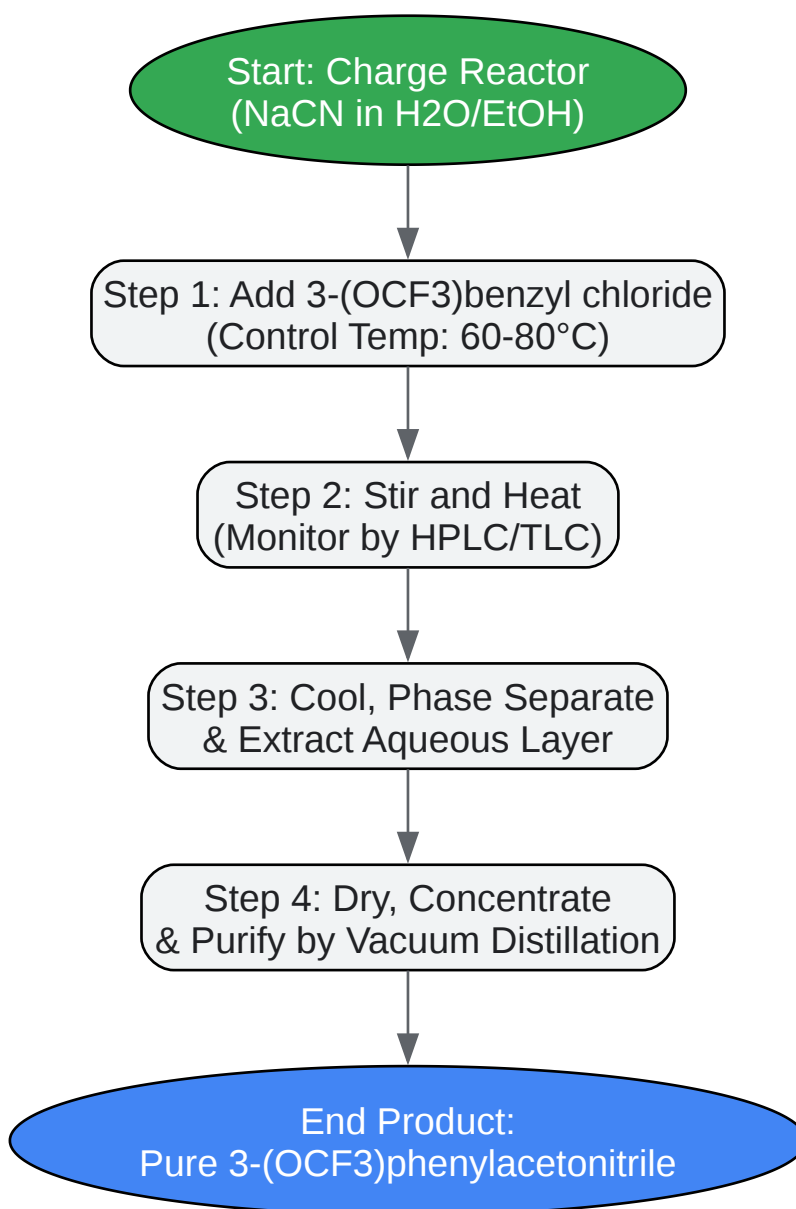 Start: Charge Reactor
(NaCN in H2O/EtOH)
Step 1: Add 3-(OCF3)benzyl chloride
(Control Temp: 60-80°C)
Step 2: Stir and Heat
(Monitor by HPLC/TLC)
Step 3: Cool, Phase Separate
& Extract Aqueous Layer
Step 4: Dry, Concentrate
& Purify by Vacuum Distillation
End Product:
Pure 3-(OCF3)phenylacetonitrile